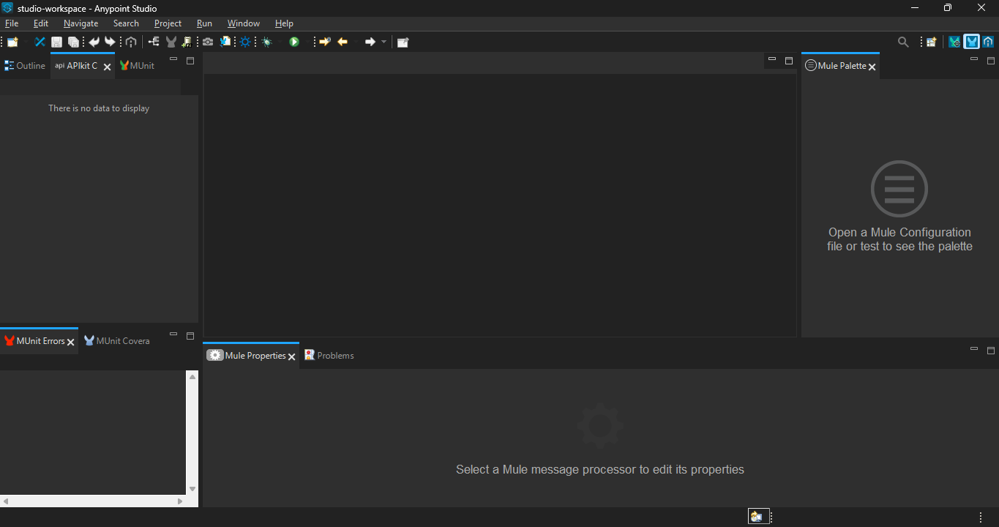 studio-workspace - Anypoint Studio
File Edit Navigate Search Project Run Window Help
Outline
api APIkit C
MUnit
Mule Palette
There is no data to display
Open a Mule Configuration
file or test to see the palette
MUnit Errors
MUnit Covera
Mule Properties
Problems
Select a Mule message processor to edit its properties